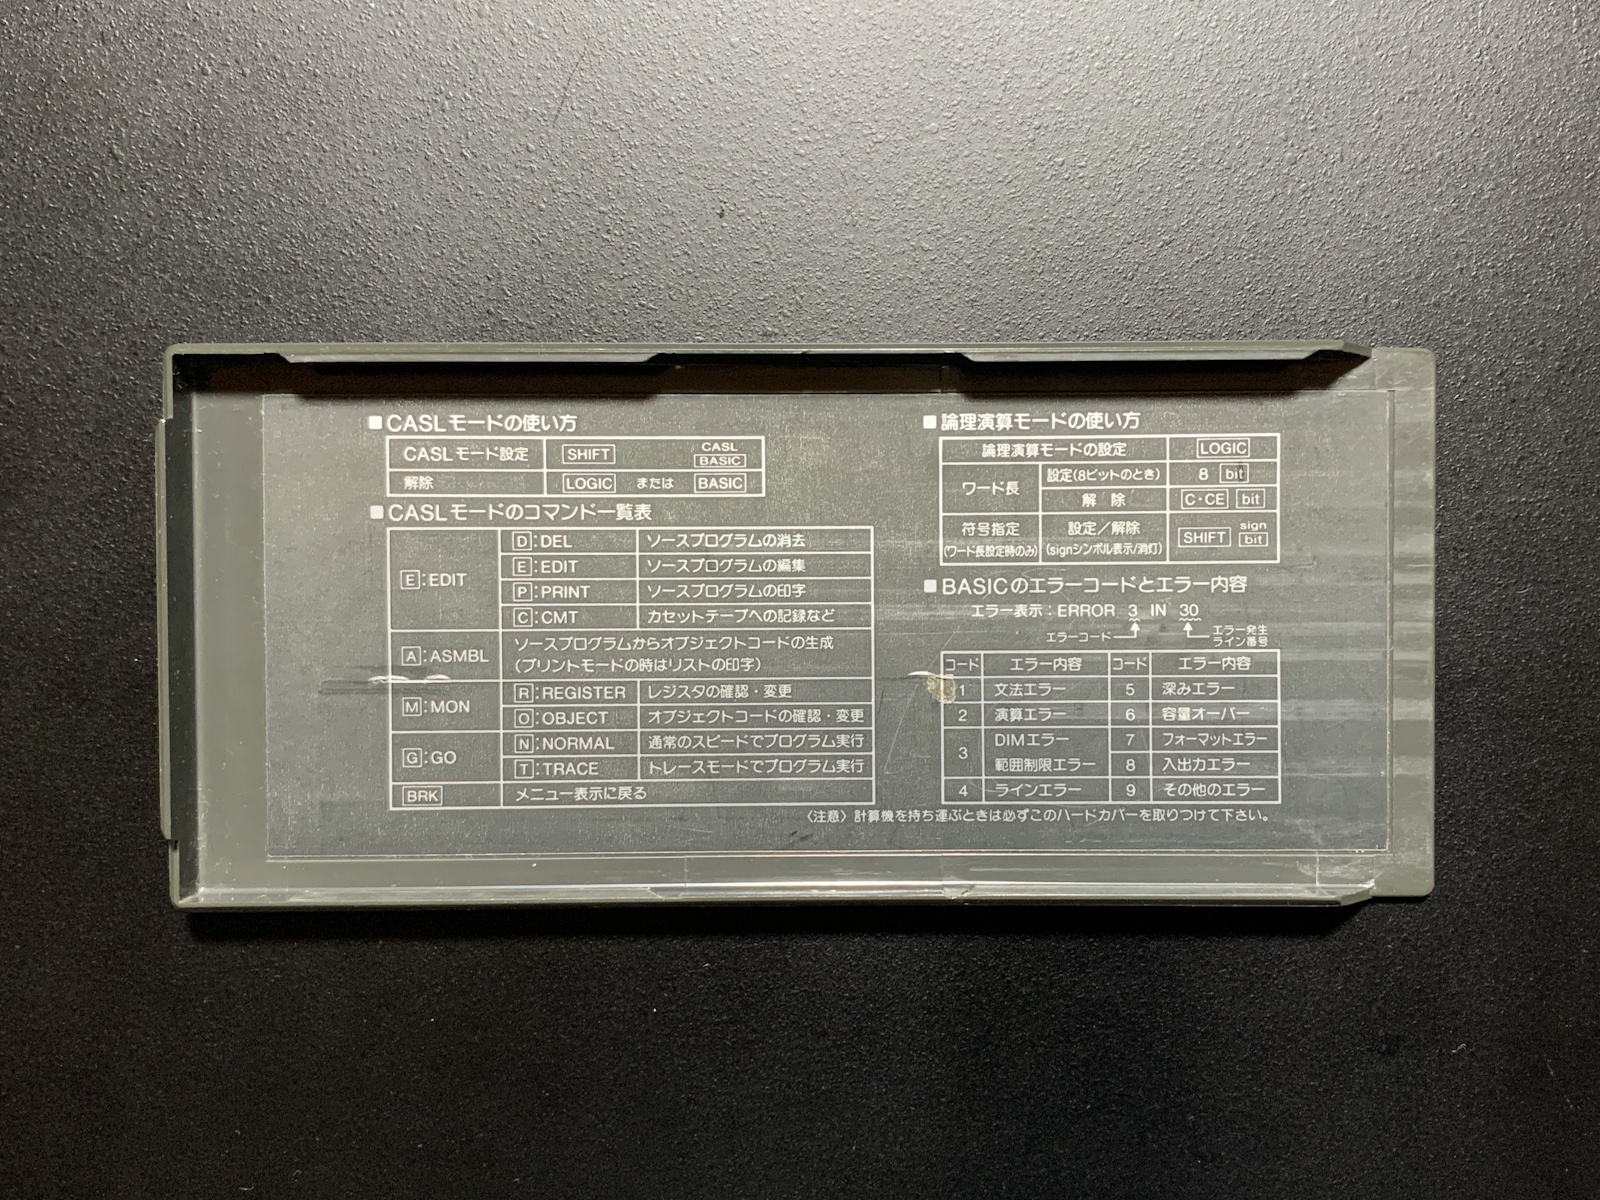 ■CASLモードの使い方
CASLモード設定 SHIFT CASL
BASIC
解除 LOGIC または BASIC
■CASLモードのコマンド一覧表
E:EDIT
D:DEL ソースプログラムの消去
E:EDIT ソースプログラムの編集
P:PRINT ソースプログラムの印字
C:CMT カセットテープへの記録など
A:ASMBL
ソースプログラムからオブジェクトコードの生成
(プリントモードの時はリストの印字)
M:MON
R:REGISTER レジスタの確認・変更
O:OBJECT オブジェクトコードの確認・変更
G:GO
N:NORMAL 通常のスピードでプログラム実行
T:TRACE トレースモードでプログラム実行
BRK メニュー表示に戻る
■論理演算モードの使い方
論理演算モードの設定 LOGIC
ワード長
設定(8ビットのとき) 8 bit
解 除 C・CE bit
符号指定
(ワード長設定時のみ)
設定/解除
(signシンボル表示/消灯)
SHIFT sign
bit
■BASICのエラーコードとエラー内容
エラー表示:ERROR 3 IN 30
エラーコード
エラー発生
ライン番号
コード エラー内容 コード エラー内容
1 文法エラー 5 深みエラー
2 演算エラー 6 容量オーバー
3 DIMエラー 7 フォーマットエラー
範囲制限エラー 8 入出力エラー
4 ラインエラー 9 その他のエラー
〈注意〉計算機を持ち運ぶときは必ずこのハードカバーを取りつけて下さい。